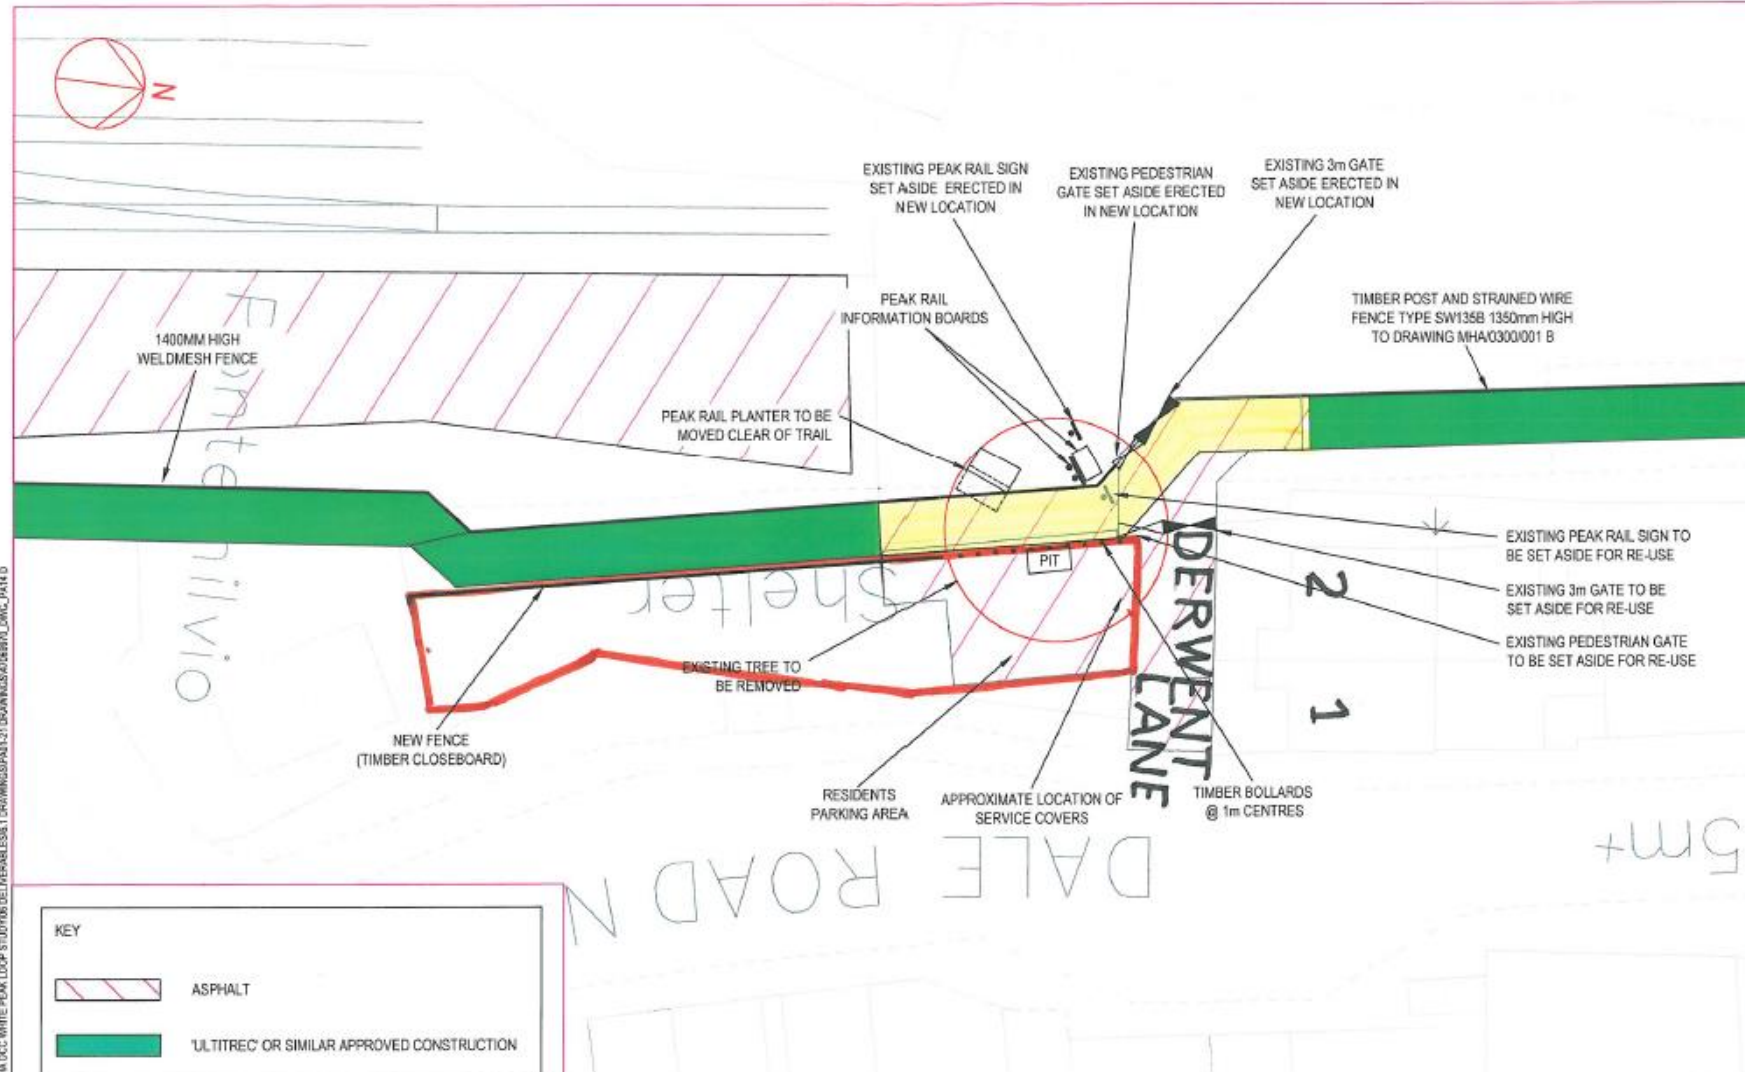 N
EXISTING PEAK RAIL SIGN
SET ASIDE ERECTED IN
NEW LOCATION
EXISTING PEDESTRIAN
GATE SET ASIDE ERECTED
IN NEW LOCATION
EXISTING 3m GATE
SET ASIDE ERECTED IN
NEW LOCATION
PEAK RAIL
INFORMATION BOARDS
TIMBER POST AND STRAINED WIRE
FENCE TYPE SW135B 1350mm HIGH
TO DRAWING MHA/0300/001 B
1400MM HIGH
WELDMESH FENCE
Fontenilvio
PEAK RAIL PLANTER TO BE
MOVED CLEAR OF TRAIL
EXISTING PEAK RAIL SIGN TO
BE SET ASIDE FOR RE-USE
PIT
Shelter
DERWENT
LANE
2
1
EXISTING 3m GATE TO BE
SET ASIDE FOR RE-USE
EXISTING PEDESTRIAN GATE
TO BE SET ASIDE FOR RE-USE
EXISTING TREE TO
BE REMOVED
NEW FENCE
(TIMBER CLOSEBOARD)
RESIDENTS
PARKING AREA
APPROXIMATE LOCATION OF
SERVICE COVERS
TIMBER BOLLARDS
@ 1m CENTRES
DALE ROAD N
5m+
KEY
ASPHALT
'ULTITREC' OR SIMILAR APPROVED CONSTRUCTION